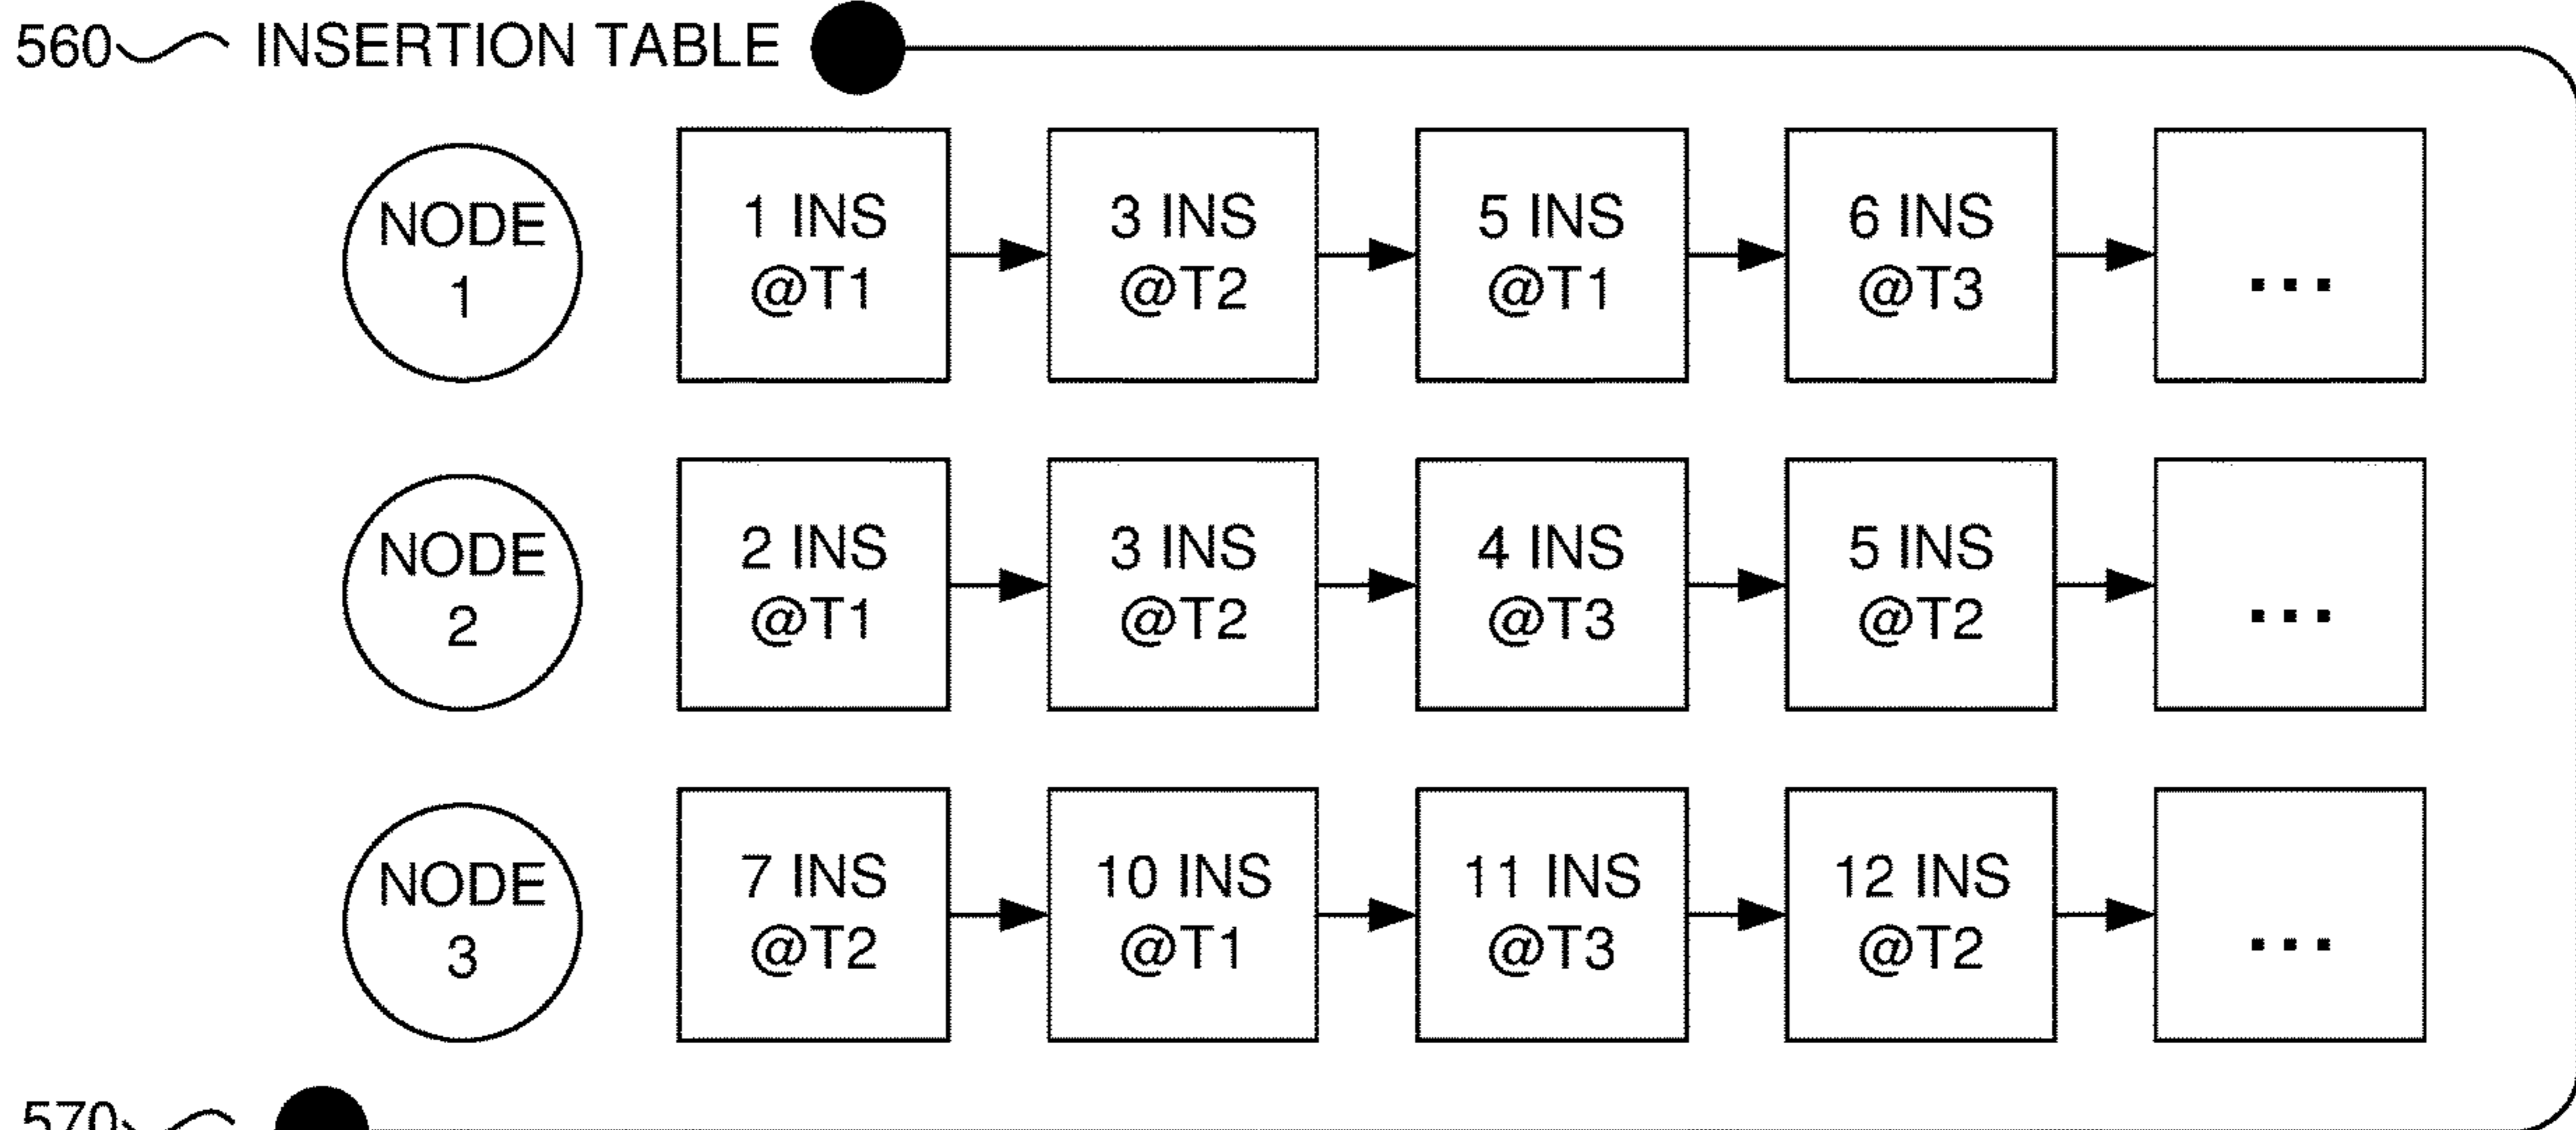 560 INSERTION TABLE
NODE
1
1 INS
@T1
3 INS
@T2
5 INS
@T1
6 INS
@T3
...
NODE
2
2 INS
@T1
3 INS
@T2
4 INS
@T3
5 INS
@T2
...
NODE
3
7 INS
@T2
10 INS
@T1
11 INS
@T3
12 INS
@T2
...
570